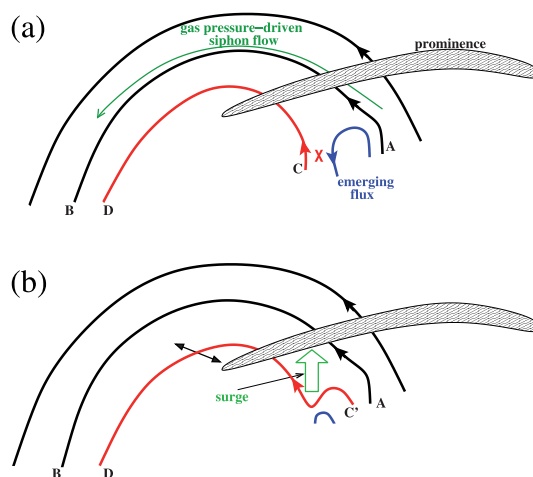 (a)
gas pressure–driven
siphon flow
prominence
A
C
X
emerging
flux
B
D
(b)
surge
C'
A
B
D